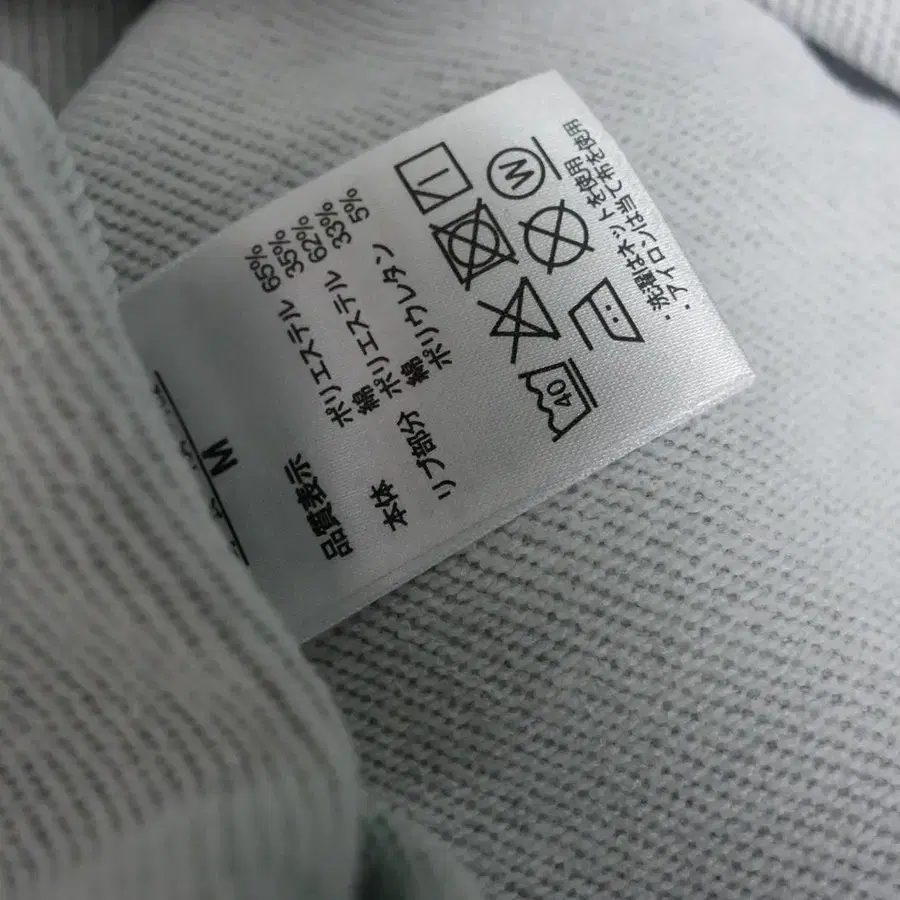 M
品質表示
本体 ポリエステル 65%
綿 35%
リブ部分 ポリエステル 62%
綿 33%
ポリウレタン 5%
40
W
・洗濯はネットを使用
・アイロンは当て布を使用